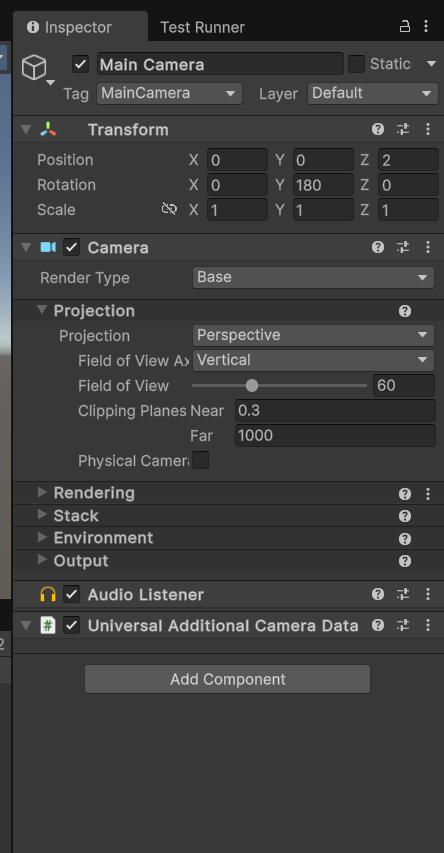 Inspector Test Runner
Main Camera Static
Tag MainCamera Layer Default
Transform
Position X 0 Y 0 Z 2
Rotation X 0 Y 180 Z 0
Scale X 1 Y 1 Z 1
Camera
Render Type Base
Projection
Projection Perspective
Field of View Ax Vertical
Field of View 60
Clipping Planes Near 0.3
Far 1000
Physical Camer
Rendering
Stack
Environment
Output
Audio Listener
# Universal Additional Camera Data
2
Add Component